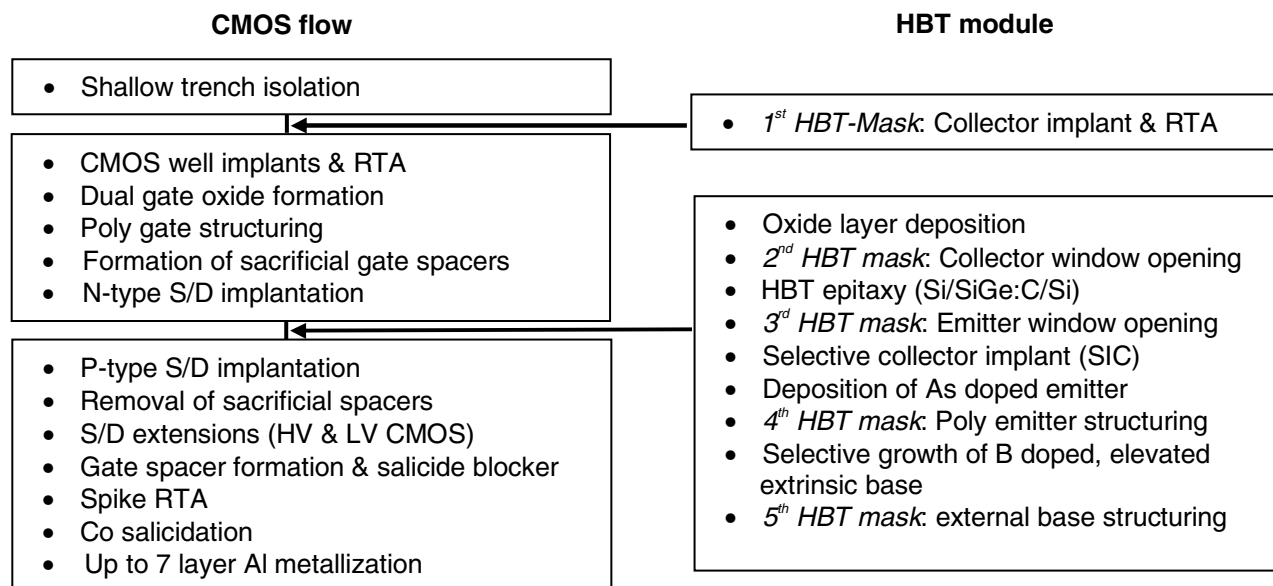 CMOS flow
• Shallow trench isolation
• CMOS well implants & RTA
• Dual gate oxide formation
• Poly gate structuring
• Formation of sacrificial gate spacers
• N-type S/D implantation
• P-type S/D implantation
• Removal of sacrificial spacers
• S/D extensions (HV & LV CMOS)
• Gate spacer formation & salicide blocker
• Spike RTA
• Co salicidation
• Up to 7 layer Al metallization
HBT module
• 1st HBT-Mask: Collector implant & RTA
• Oxide layer deposition
• 2nd HBT mask: Collector window opening
• HBT epitaxy (Si/SiGe:C/Si)
• 3rd HBT mask: Emitter window opening
• Selective collector implant (SIC)
• Deposition of As doped emitter
• 4th HBT mask: Poly emitter structuring
• Selective growth of B doped, elevated
extrinsic base
• 5th HBT mask: external base structuring